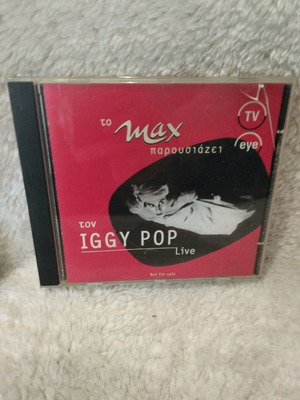 το max
παρουσιάζει
TV
eye
τον
IGGY POP
Live
Not for sale